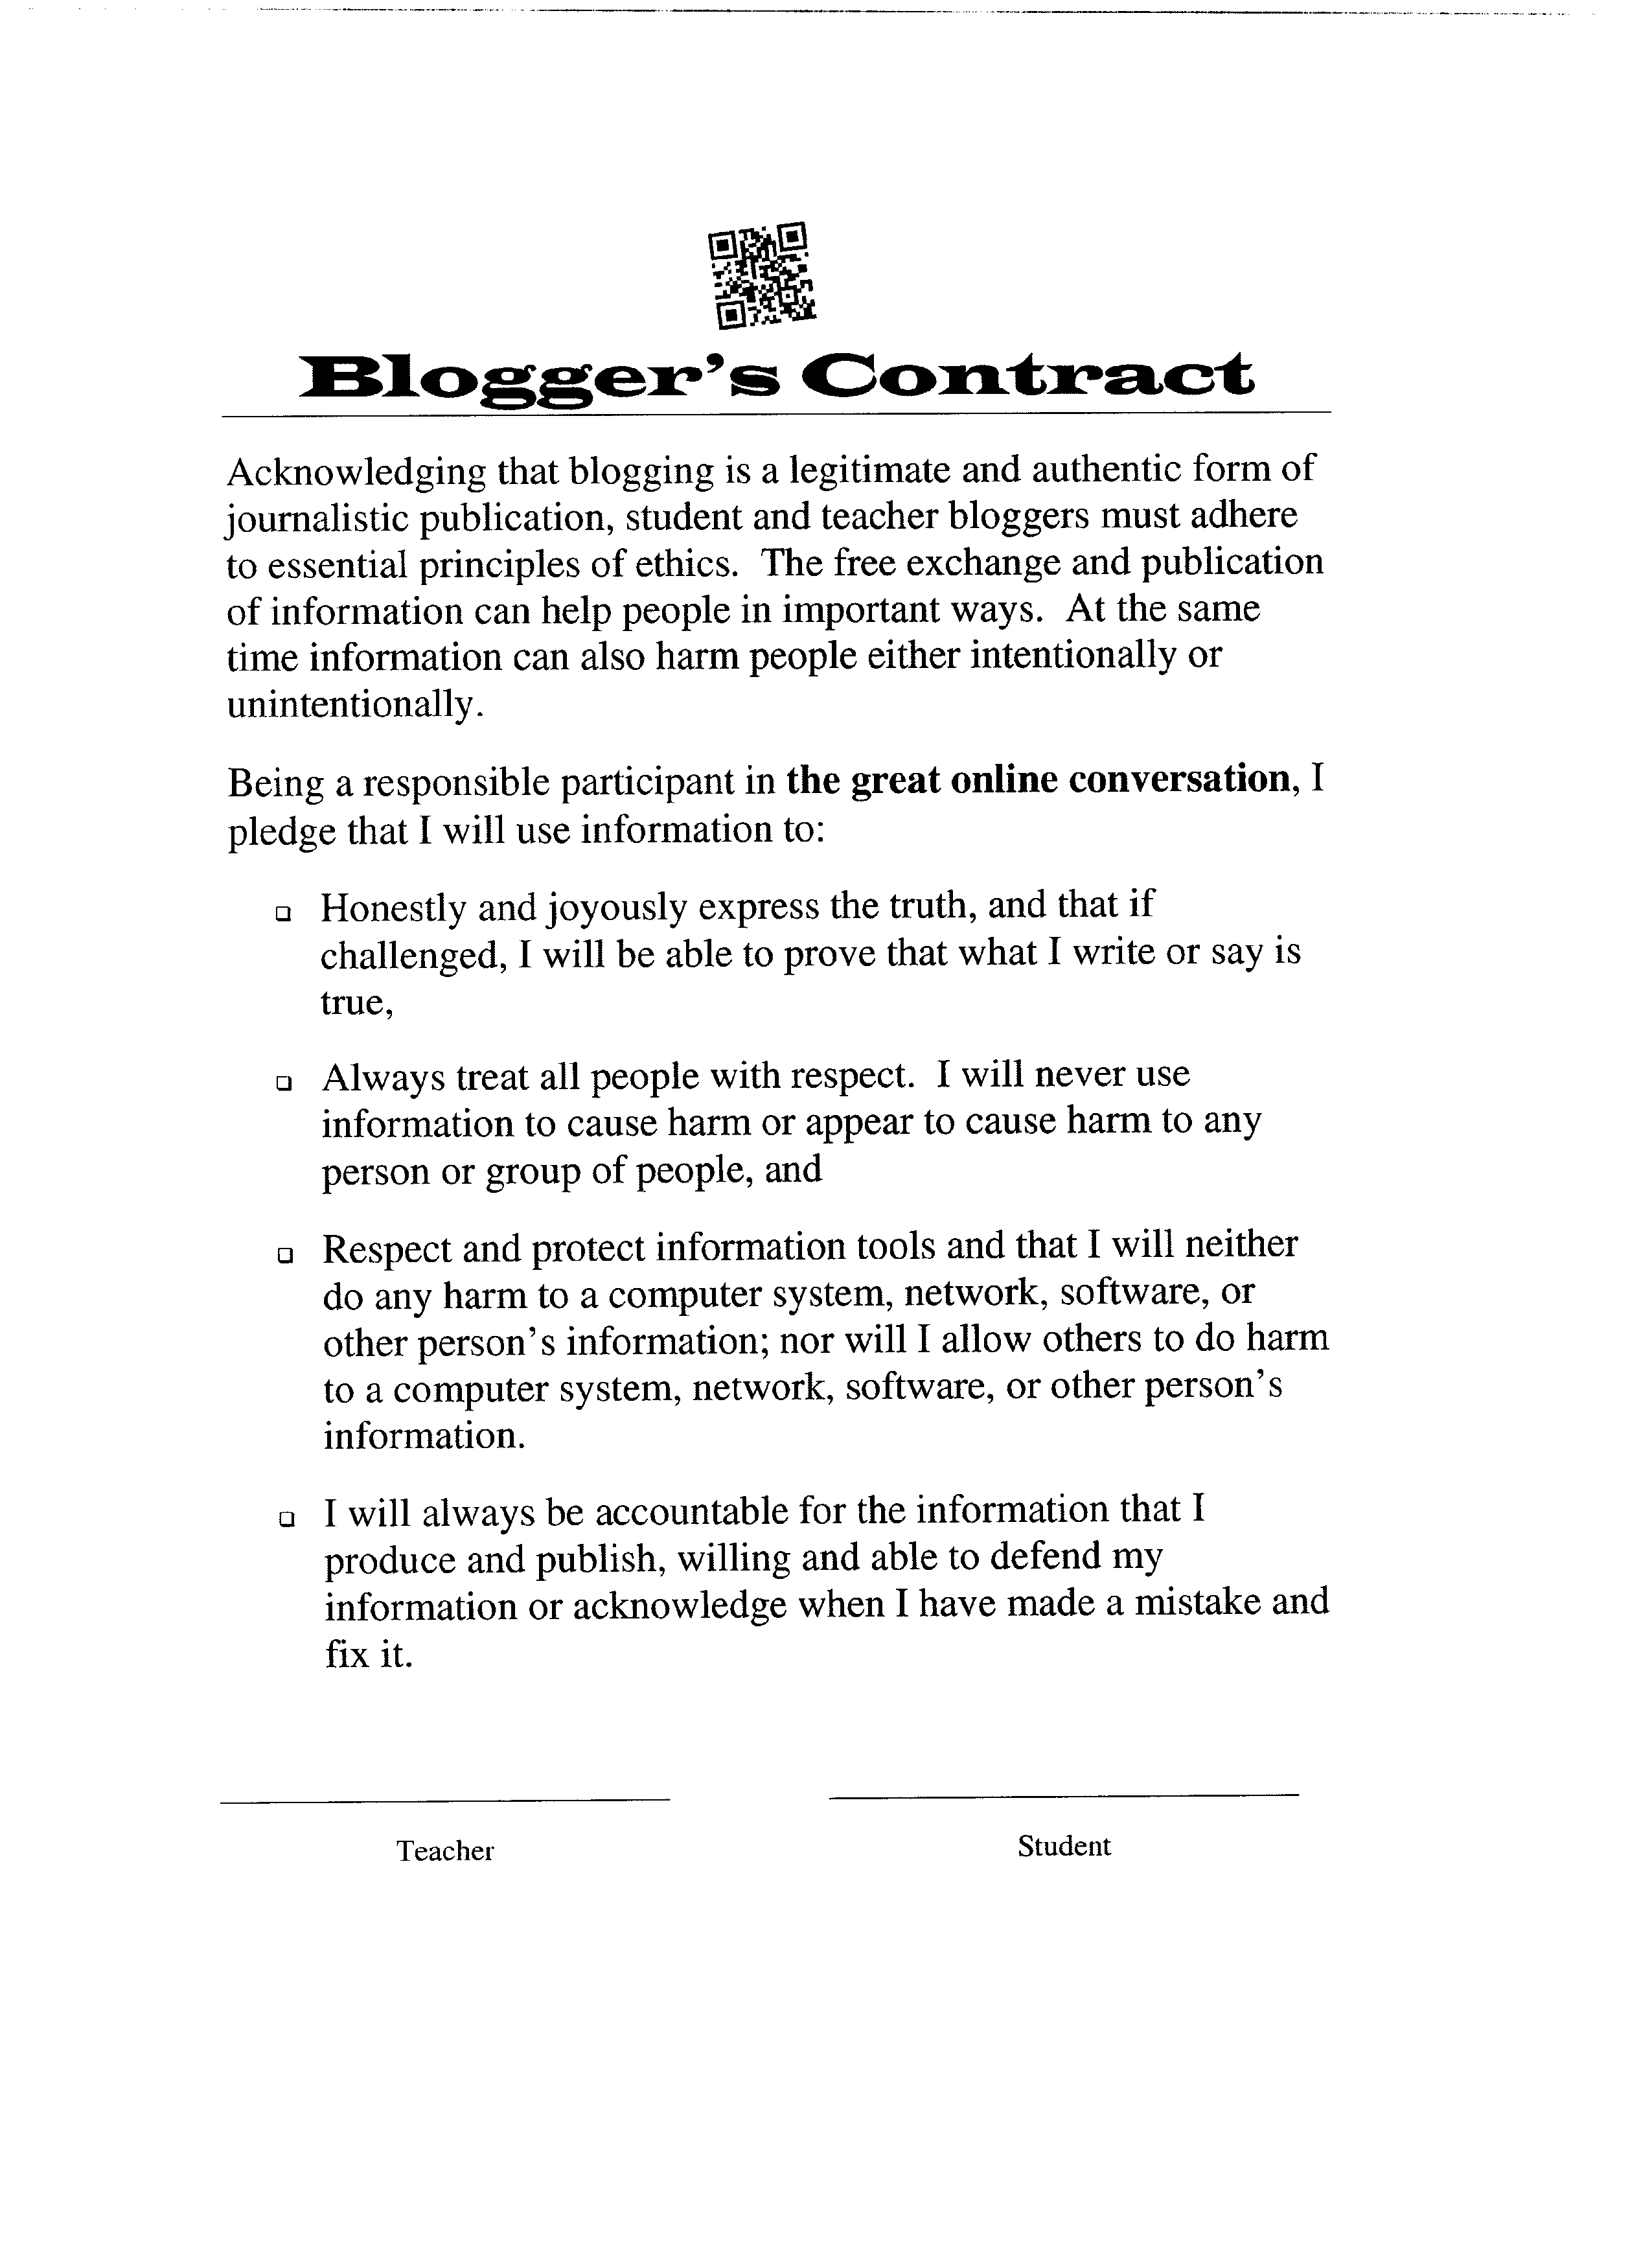 Blogger's Contract
Acknowledging that blogging is a legitimate and authentic form of
journalistic publication, student and teacher bloggers must adhere
to essential principles of ethics.  The free exchange and publication
of information can help people in important ways.  At the same
time information can also harm people either intentionally or
unintentionally.
Being a responsible participant in the great online conversation, I
pledge that I will use information to:
Honestly and joyously express the truth, and that if
challenged, I will be able to prove that what I write or say is
true,
Always treat all people with respect.  I will never use
information to cause harm or appear to cause harm to any
person or group of people, and
Respect and protect information tools and that I will neither
do any harm to a computer system, network, software, or
other person's information; nor will I allow others to do harm
to a computer system, network, software, or other person's
information.
I will always be accountable for the information that I
produce and publish, willing and able to defend my
information or acknowledge when I have made a mistake and
fix it.
Teacher
Student